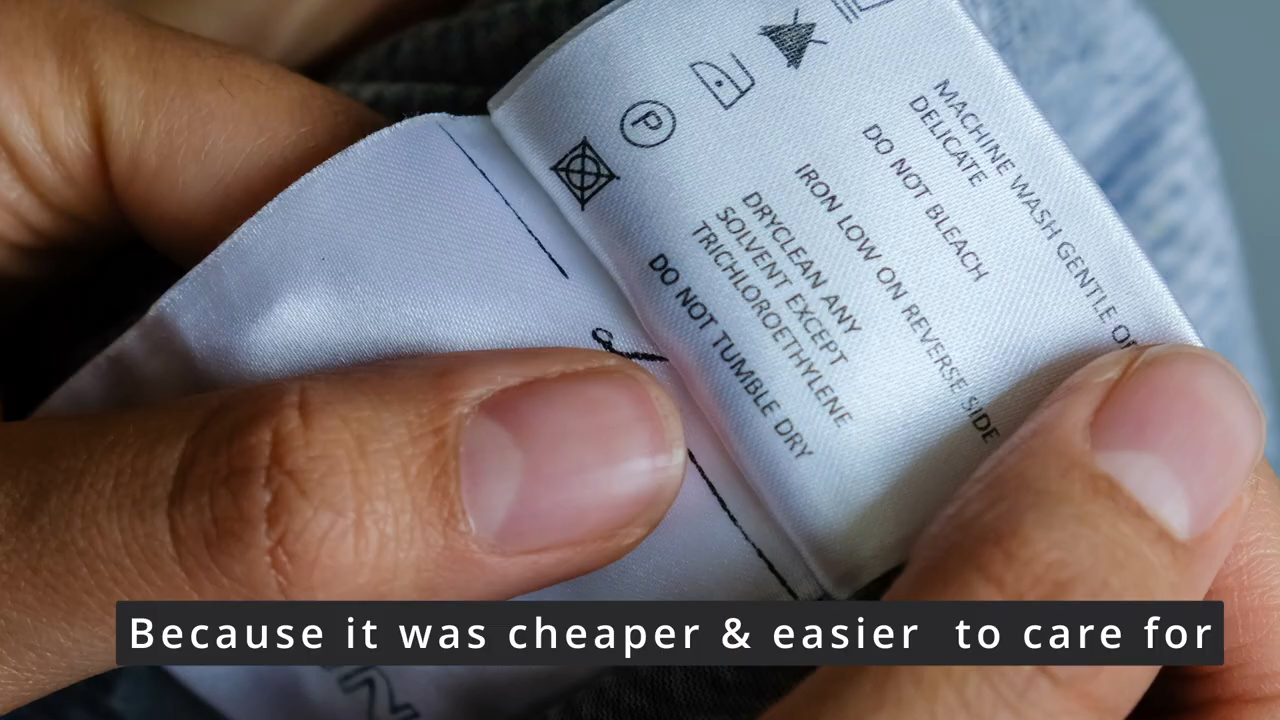 MACHINE WASH GENTLE OR
DELICATE
DO NOT BLEACH
IRON LOW ON REVERSE SIDE
DRYCLEAN ANY
SOLVENT EXCEPT
TRICHLOROETHYLENE
DO NOT TUMBLE DRY
P
Because it was cheaper & easier to care for